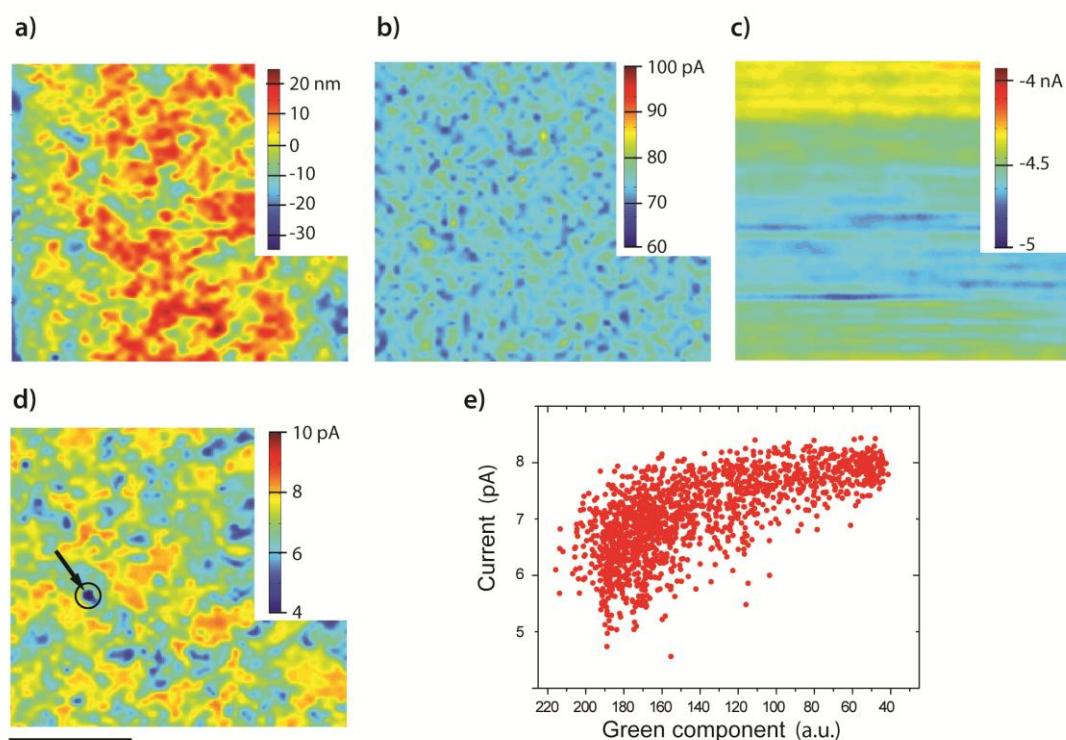 a)
20 nm
10
0
-10
-20
-30
b)
100 pA
90
80
70
60
c)
-4 nA
-4.5
-5
d)
10 pA
8
6
4
e)
8
7
6
5
Current (pA)
220 200 180 160 140 120 100 80 60 40
Green component (a.u.)